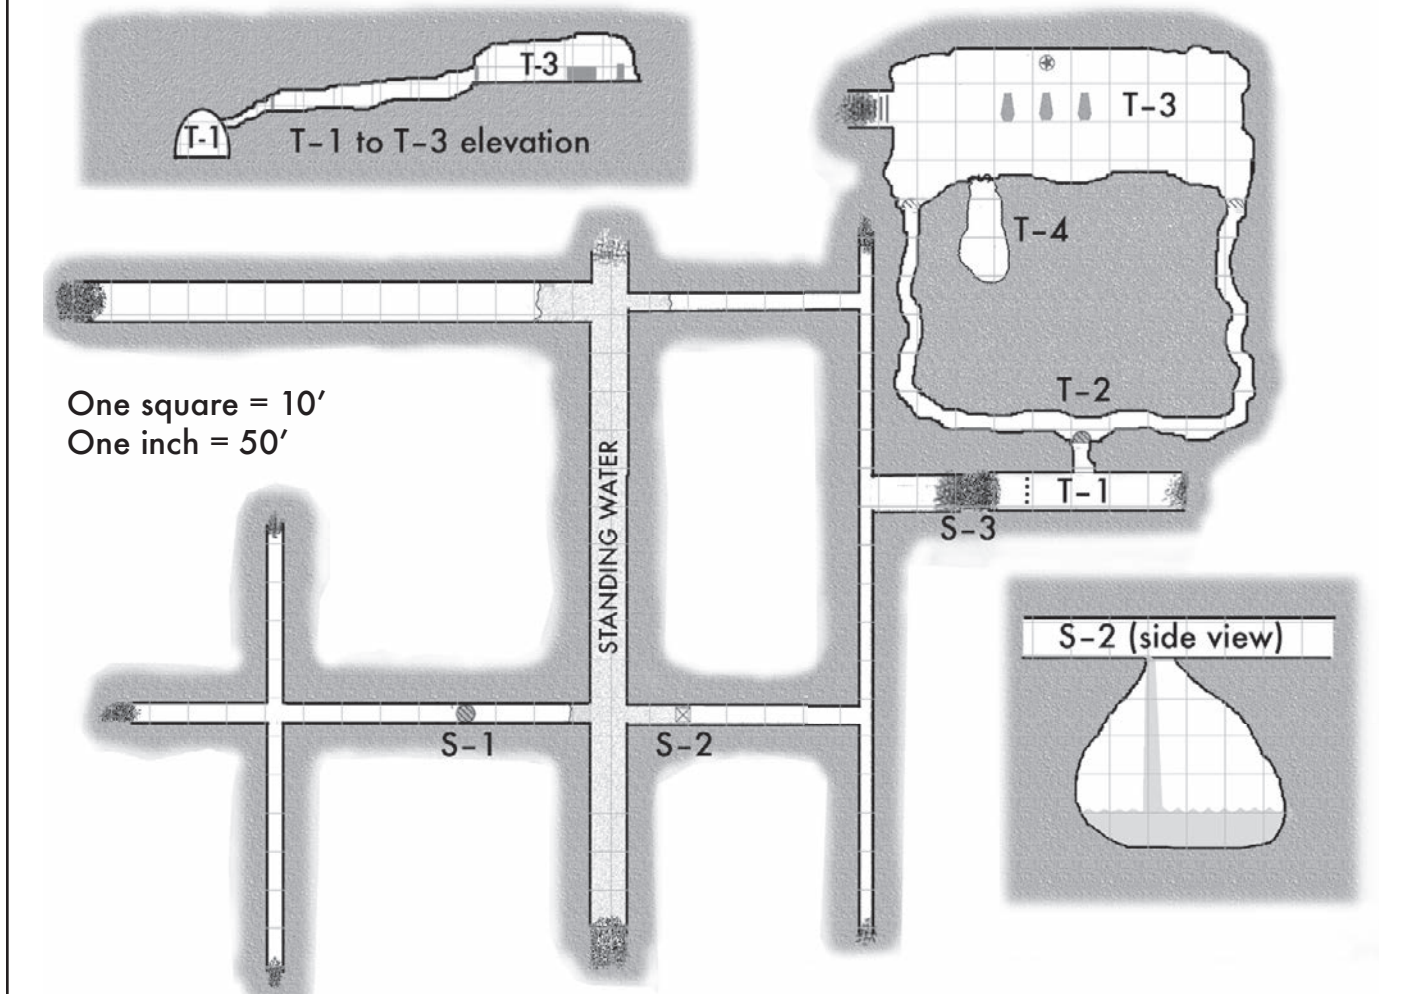 T-3
T-1
T-1 to T-3 elevation
T-3
T-4
One square = 10'
One inch = 50'
T-2
STANDING WATER
T-1
S-3
S-2 (side view)
S-1
S-2